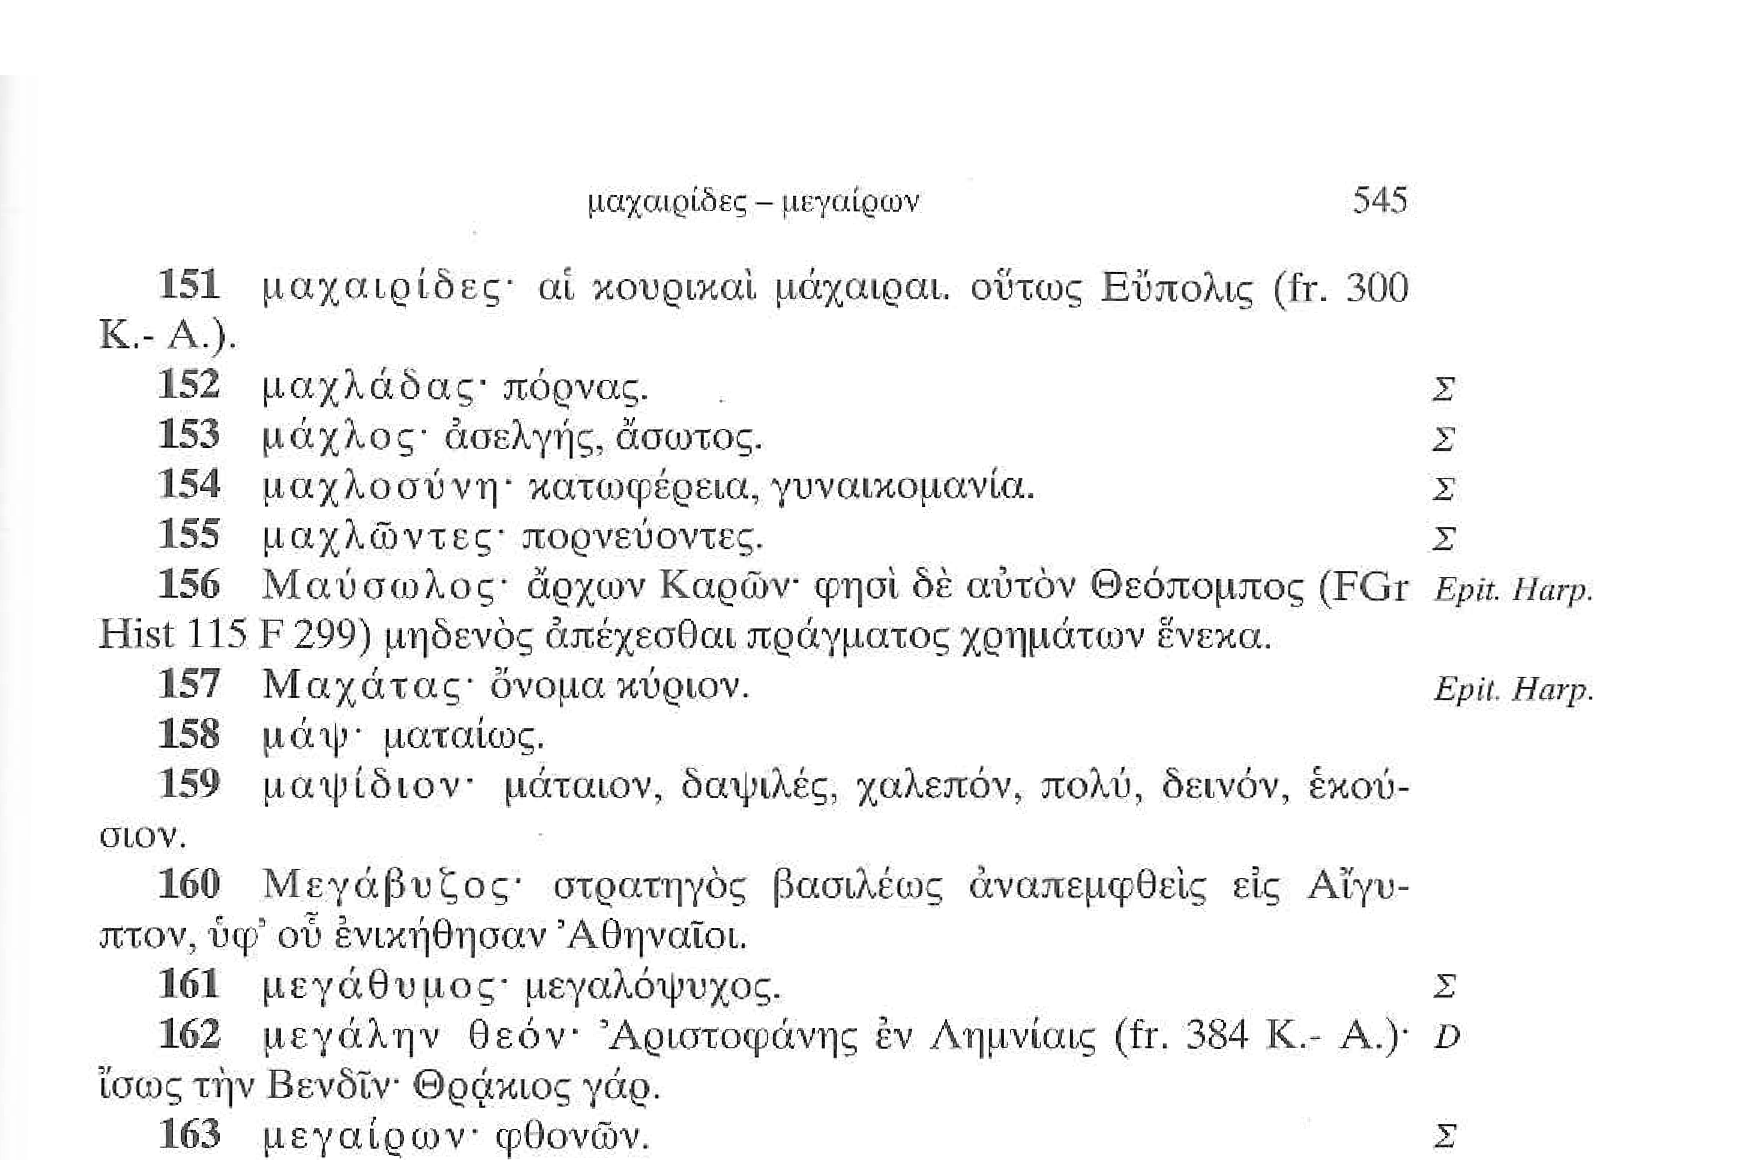 μαχαιρίδες – μεγαίρων 545
151 μαχαιρίδες· αἱ κουρικαὶ μάχαιραι. οὕτως Εὔπολις (fr. 300
K.- A.).
152 μαχλάδας· πόρνας. Σ
153 μάχλος· ἀσελγής, ἄσωτος. Σ
154 μαχλοσύνη· κατωφέρεια, γυναικομανία. Σ
155 μαχλῶντες· πορνεύοντες. Σ
156 Μαύσωλος· ἄρχων Καρῶν· φησὶ δὲ αὐτὸν Θεόπομπος (FGr Epit. Harp.
Hist 115 F 299) μηδενὸς ἀπέχεσθαι πράγματος χρημάτων ἕνεκα.
157 Μαχάτας· ὄνομα κύριον. Epit. Harp.
158 μάψ· ματαίως.
159 μαψίδιον· μάταιον, δαψιλές, χαλεπόν, πολύ, δεινόν, ἑκού-
σιον.
160 Μεγάβυζος· στρατηγὸς βασιλέως ἀναπεμφθεὶς εἰς Αἴγυ-
πτον, ὑφ’ οὗ ἐνικήθησαν Ἀθηναῖοι.
161 μεγάθυμος· μεγαλόψυχος. Σ
162 μεγάλην θεόν· Ἀριστοφάνης ἐν Λημνίαις (fr. 384 K.- A.)· D
ἴσως τὴν Βενδῖν· Θρᾴκιος γάρ.
163 μεγαίρων· φθονῶν. Σ